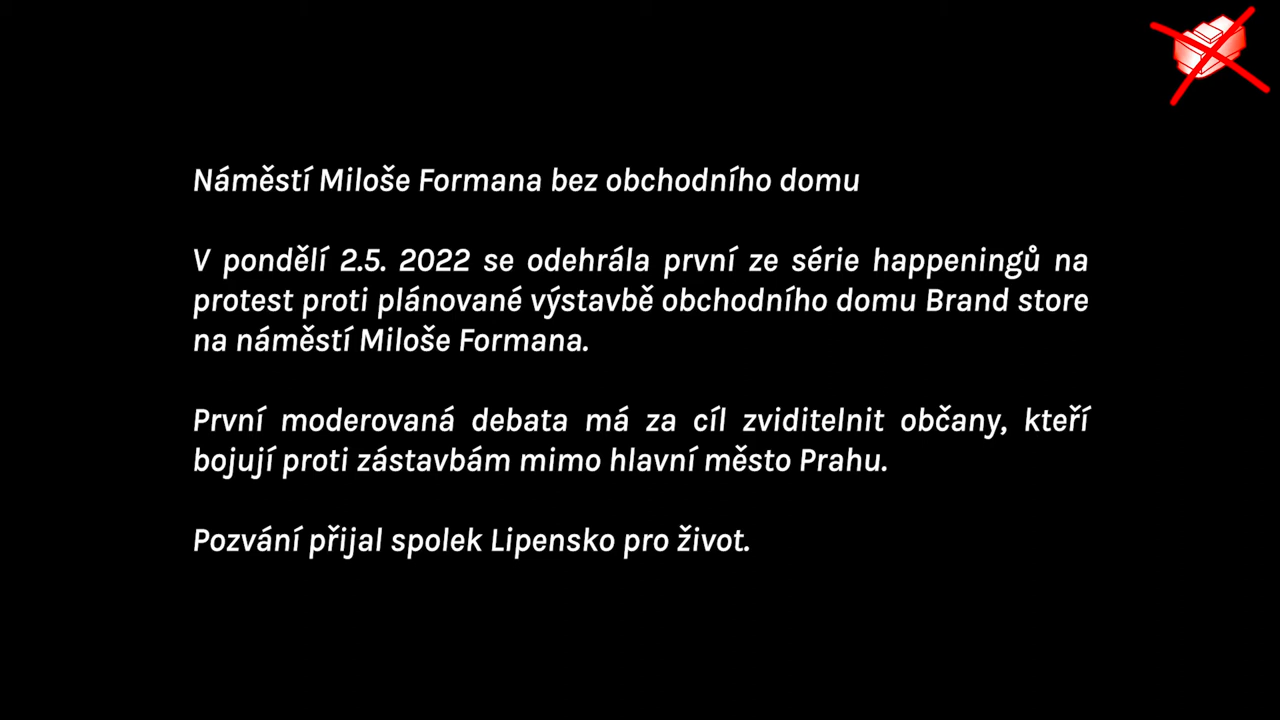 Náměstí Miloše Formana bez obchodního domu
V pondělí 2.5. 2022 se odehrála první ze série happeningů na
protest proti plánované výstavbě obchodního domu Brand store
na náměstí Miloše Formana.
První moderovaná debata má za cíl zviditelnit občany, kteří
bojují proti zástavbám mimo hlavní město Prahu.
Pozvání přijal spolek Lipensko pro život.